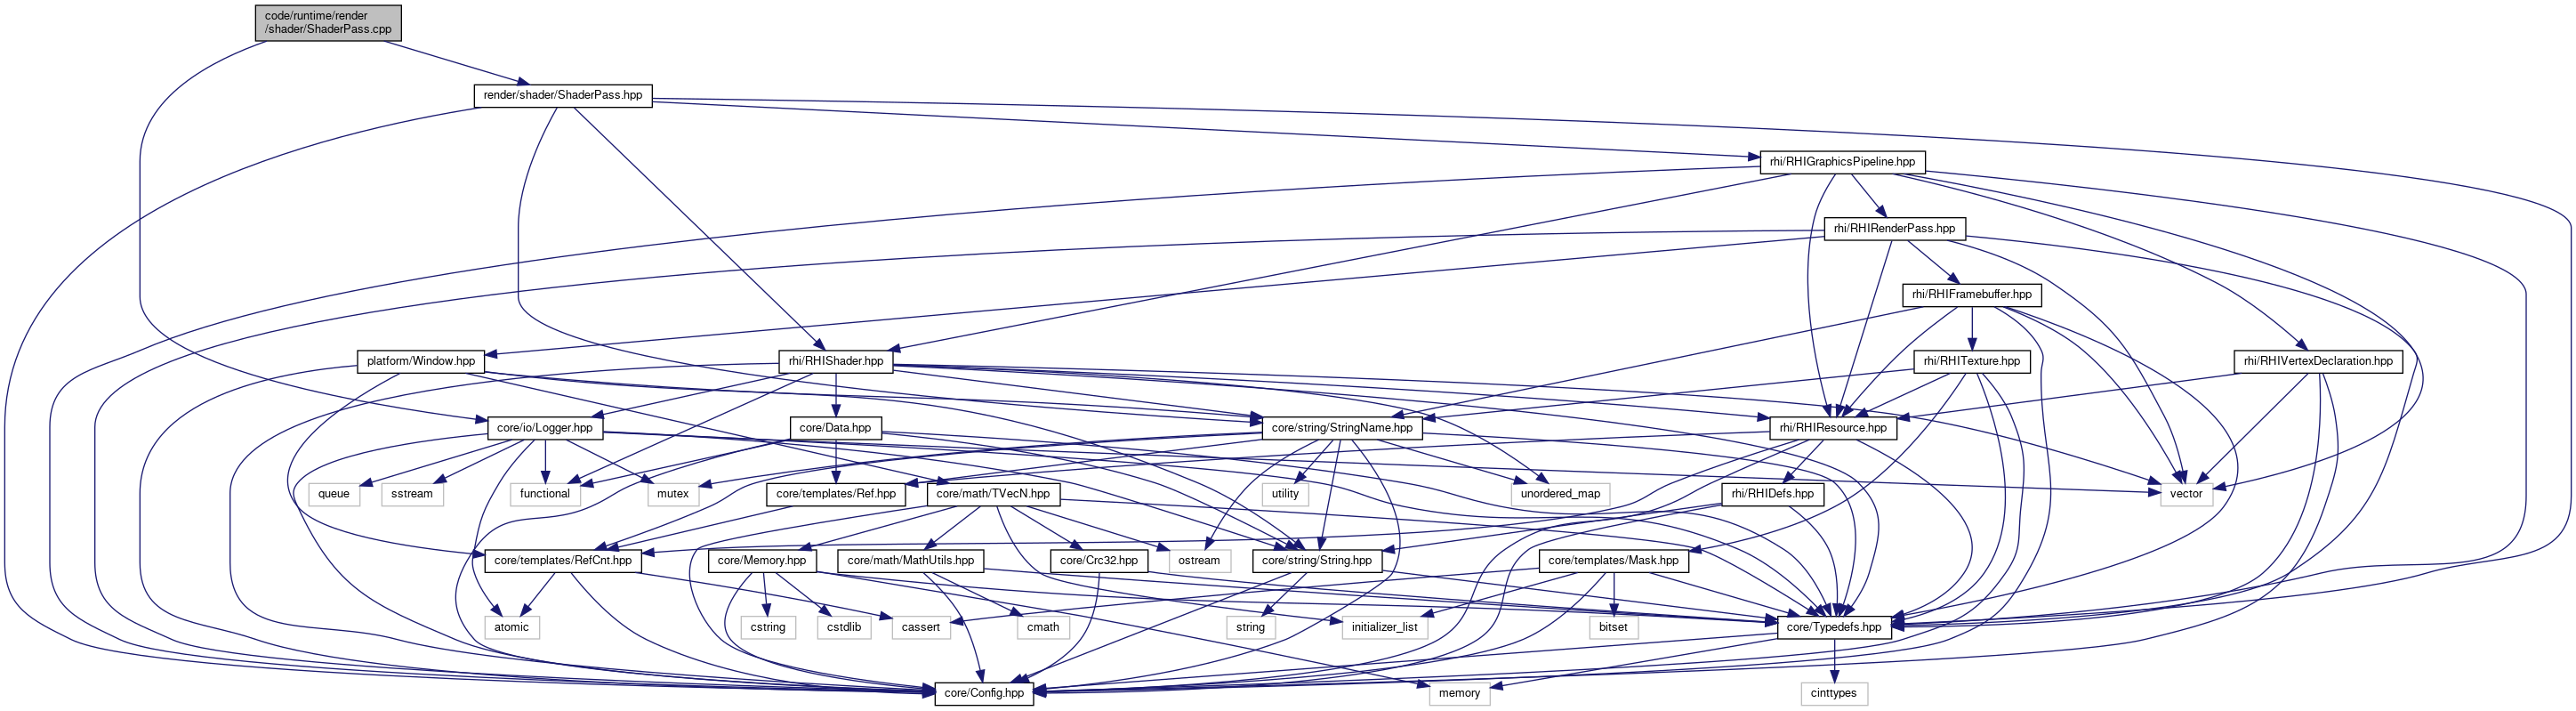 code/runtime/render
/shader/ShaderPass.cpp
render/shader/ShaderPass.hpp
rhi/RHIGraphicsPipeline.hpp
rhi/RHIRenderPass.hpp
rhi/RHIFramebuffer.hpp
platform/Window.hpp
rhi/RHIShader.hpp
rhi/RHITexture.hpp
rhi/RHIVertexDeclaration.hpp
core/io/Logger.hpp
core/Data.hpp
core/string/StringName.hpp
rhi/RHIResource.hpp
queue
sstream
functional
mutex
core/templates/Ref.hpp
core/math/TVecN.hpp
utility
unordered_map
rhi/RHIDefs.hpp
vector
core/templates/RefCnt.hpp
core/Memory.hpp
core/math/MathUtils.hpp
core/Crc32.hpp
ostream
core/string/String.hpp
core/templates/Mask.hpp
atomic
cstring
cstdlib
cassert
cmath
string
initializer_list
bitset
core/Typedefs.hpp
core/Config.hpp
memory
cinttypes